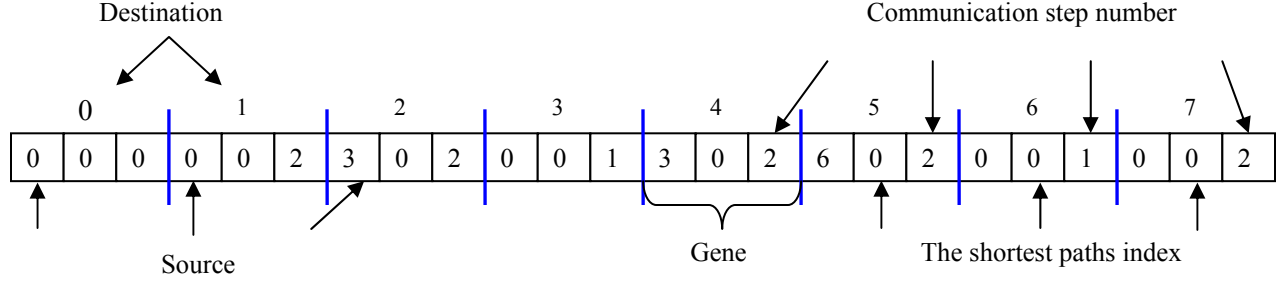 Destination Communication step number
0 1 2 3 4 5 6 7
0 0 0 0 0 2 3 0 2 0 0 1 3 0 2 6 0 2 0 0 1 0 0 2
Source Gene The shortest paths index